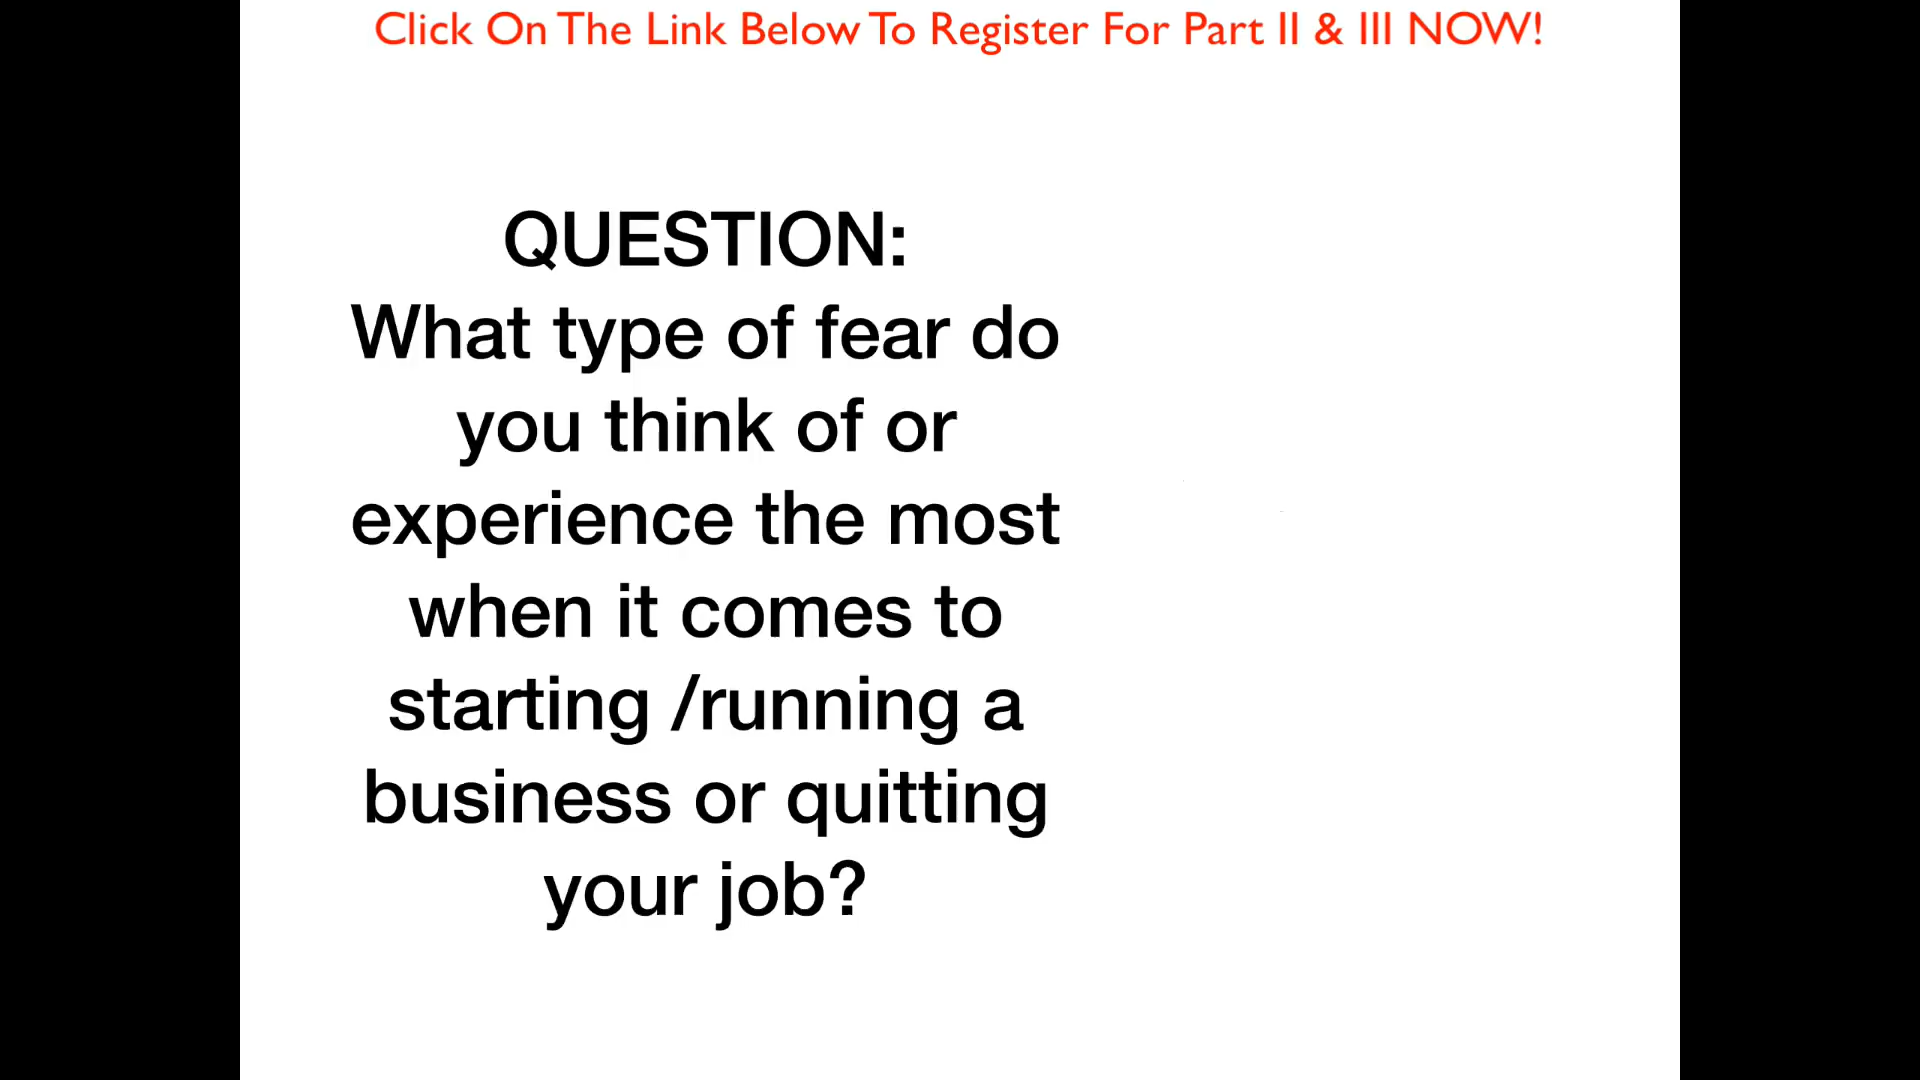 Click On The Link Below To Register For Part II & III NOW!
QUESTION:
What type of fear do
you think of or
experience the most
when it comes to
starting /running a
business or quitting
your job?